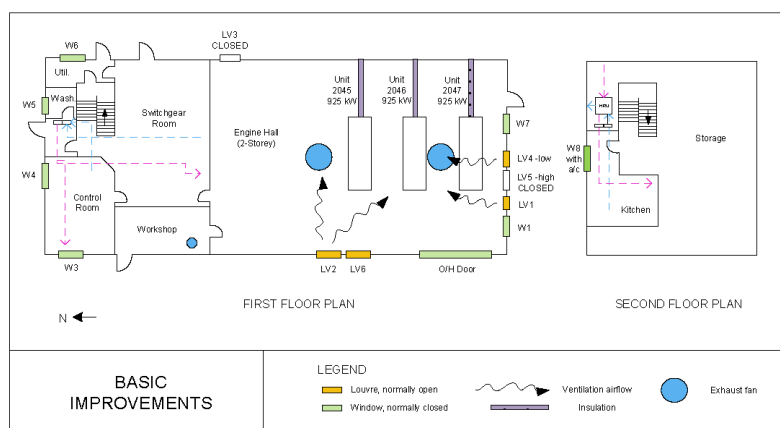 W6
LV3
CLOSED
Util.
Wash.
W5
Switchgear
Room
Engine Hall
(2-Storey)
Unit
2045
925 kW
Unit
2046
925 kW
Unit
2047
925 kW
W7
LV4 -low
LV5 -high
CLOSED
LV1
W1
W4
Control
Room
Workshop
W3
LV2
LV6
O/H Door
HRU
Storage
W8
with
a/c
Kitchen
N
FIRST FLOOR PLAN
SECOND FLOOR PLAN
BASIC
IMPROVEMENTS
LEGEND
Louvre, normally open
Ventilation airflow
Exhaust fan
Window, normally closed
Insulation